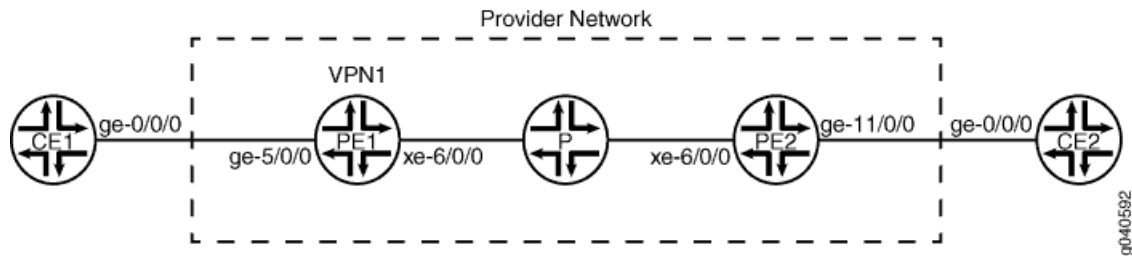 Provider Network
VPN1
CE1
ge-0/0/0
ge-5/0/0
PE1
xe-6/0/0
P
xe-6/0/0
PE2
ge-11/0/0
ge-0/0/0
CE2
g040592